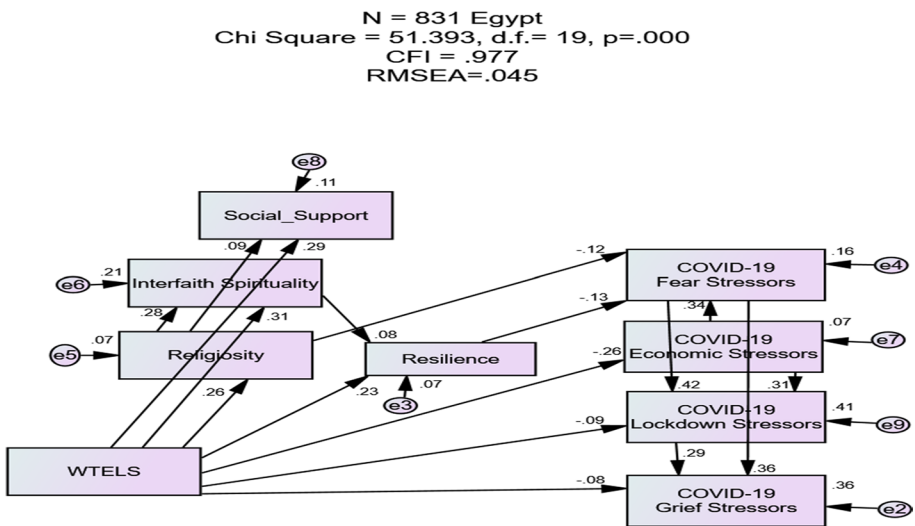 N = 831 Egypt
Chi Square = 51.393, d.f.= 19, p=.000
CFI = .977
RMSEA=.045
e8
.11
Social_Support
.09
.29
e6
.21
Interfaith Spirituality
.28
.31
e5
.07
Religiosity
.26
.08
Resilience
.23
.07
e3
WTELS
-.12
-.13
-.26
-.09
-.08
COVID-19
Fear Stressors
.16
e4
.34
COVID-19
Economic Stressors
.07
e7
.42
.31
COVID-19
Lockdown Stressors
.41
e9
.29
.36
COVID-19
Grief Stressors
.36
e2